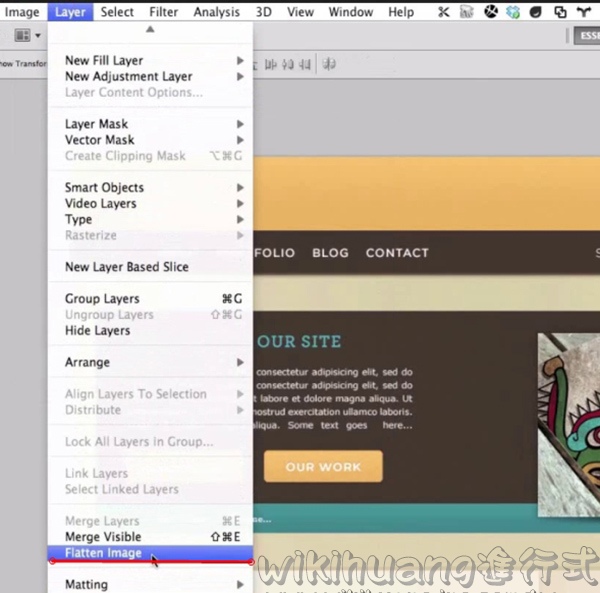 Image Layer Select Filter Analysis 3D View Window Help
ESSE
how Transfor
New Fill Layer
New Adjustment Layer
Layer Content Options...
Layer Mask
Vector Mask
Create Clipping Mask ⌥⌘G
Smart Objects
Video Layers
Type
Rasterize
FOLIO BLOG CONTACT
S
New Layer Based Slice
Group Layers ⌘G
Ungroup Layers ⇧⌘G
Hide Layers
OUR SITE
Arrange
consectetur adipisicing elit, sed do
consectetur adipisicing elit, sed do
Align Layers To Selection
t labore et dolore magna aliqua. Ut
Distribute
nostrud exercitation ullamco laboris.
aliqua. Some text goes here...
Lock All Layers in Group...
OUR WORK
Link Layers
Select Linked Layers
Merge Layers ⌘E
me...
Merge Visible ⇧⌘E
Flatten Image
wikihuang進行式
Matting